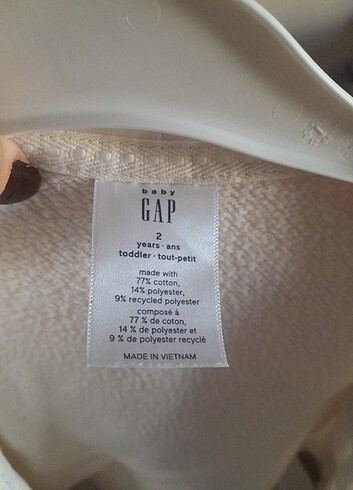 baby
GAP
2
years · ans
toddler · tout-petit
made with
77% cotton,
14% polyester,
9% recycled polyester
composé à
77 % de coton,
14 % de polyester et
9 % de polyester recyclé
MADE IN VIETNAM